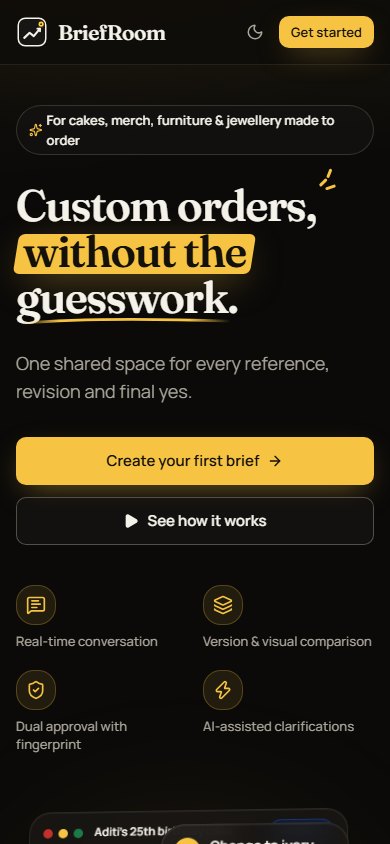 BriefRoom
Get started
For cakes, merch, furniture & jewellery made to
order
Custom orders,
without the
guesswork.
One shared space for every reference,
revision and final yes.
Create your first brief →
See how it works
Real-time conversation
Version & visual comparison
Dual approval with
fingerprint
AI-assisted clarifications
Aditi's 25th